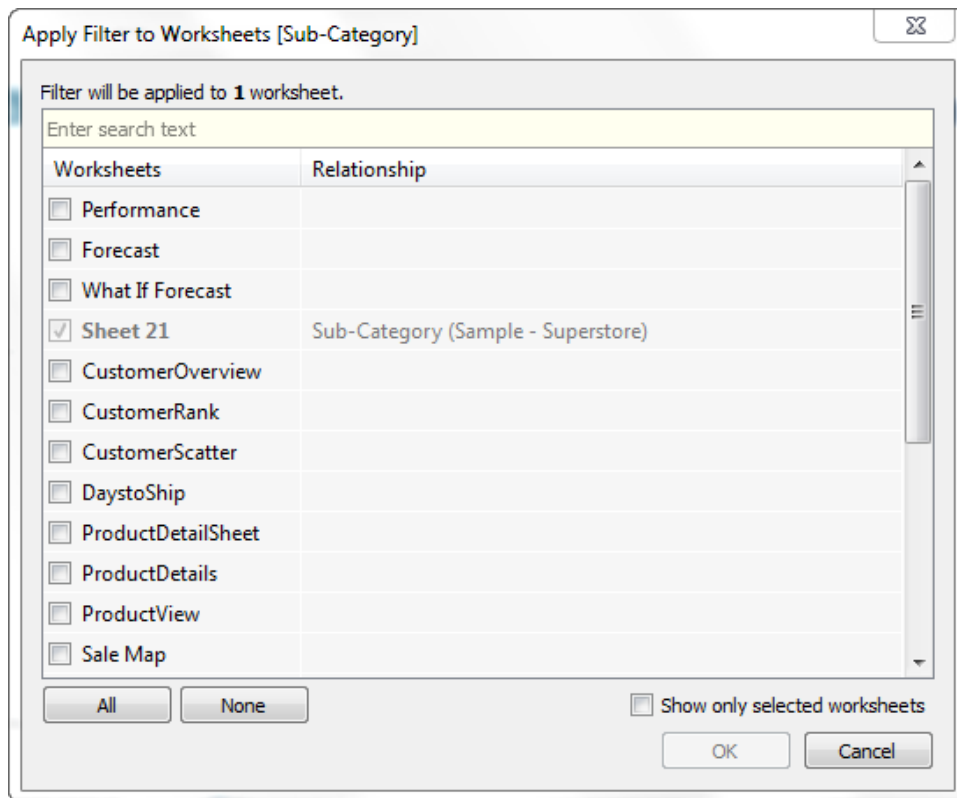 Apply Filter to Worksheets [Sub-Category]
Filter will be applied to 1 worksheet.
Enter search text
Worksheets Relationship
Performance
Forecast
What If Forecast
Sheet 21 Sub-Category (Sample - Superstore)
CustomerOverview
CustomerRank
CustomerScatter
DaystoShip
ProductDetailSheet
ProductDetails
ProductView
Sale Map
All None Show only selected worksheets
OK Cancel